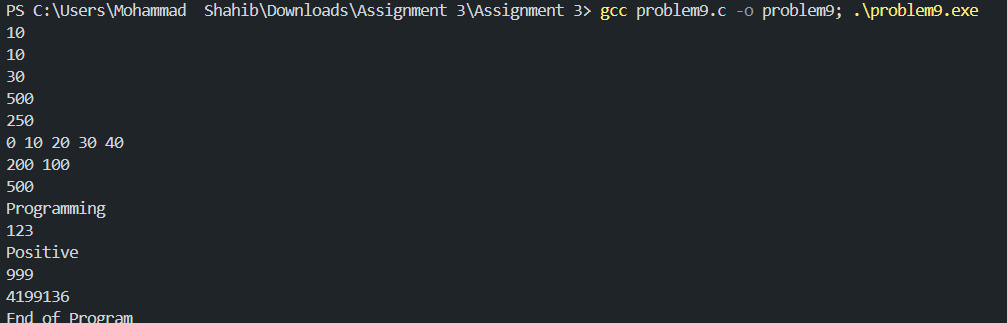 PS C:\Users\Mohammad  Shahib\Downloads\Assignment 3\Assignment 3> gcc problem9.c -o problem9; .\problem9.exe
10
10
30
500
250
0 10 20 30 40
200 100
500
Programming
123
Positive
999
4199136
End of Program